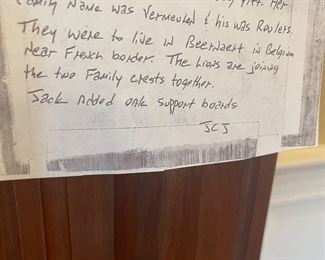 Family Name was Vermeulen & his was Roulers.
They were to live in Beernaert in Belgium
Near French border. The Lions are joining
the two Family crests together.
Jack Added oak support boards
JCJ